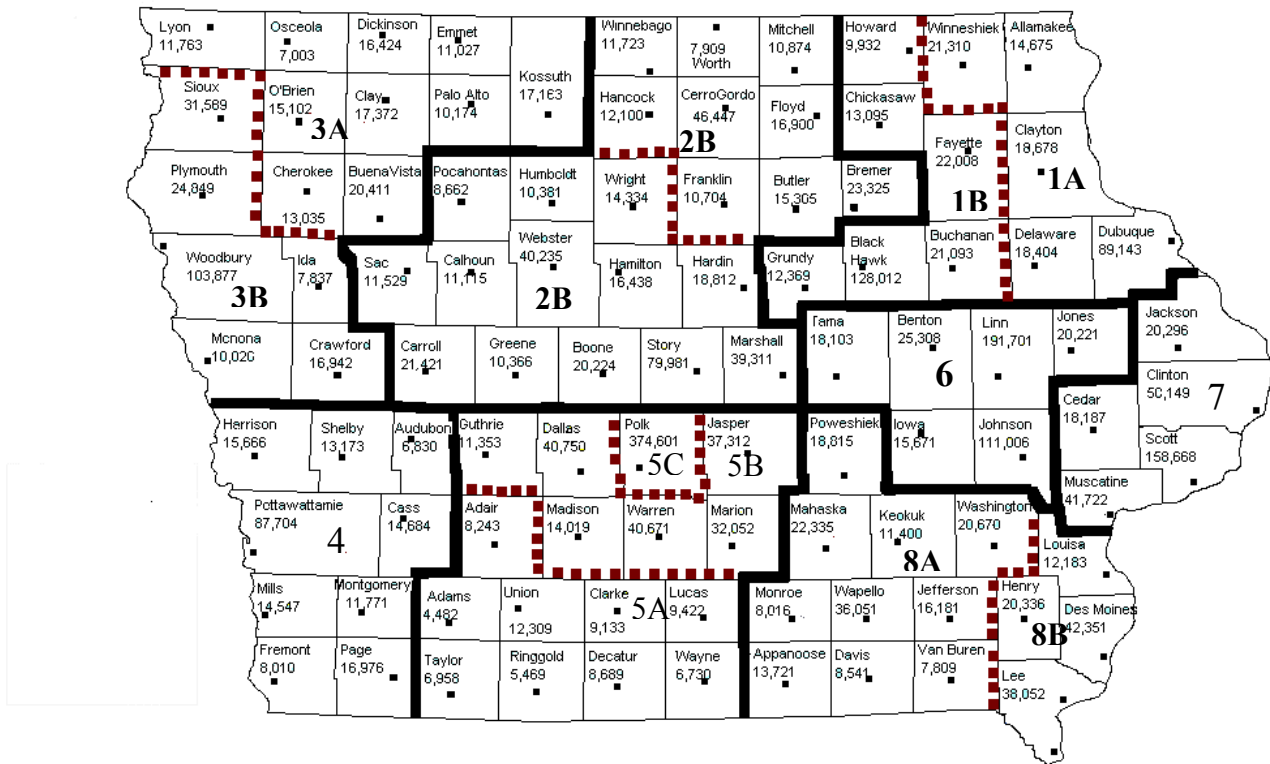 Lyon
11,763
Osceola
7,003
Dickinson
16,424
Emmet
11,027
Kossuth
17,163
Winnebago
11,723
7,909
Worth
Mitchell
10,874
Howard
9,932
Winneshiek
21,310
Allamakee
14,675
Sioux
31,589
O'Brien
15,102
3A
Clay
17,372
Palo Alto
10,174
Hancock
12,100
CerroGordo
46,447
2B
Floyd
16,900
Chickasaw
13,095
Fayette
22,008
Clayton
18,678
1A
Plymouth
24,849
Cherokee
13,035
BuenaVista
20,411
Pocahontas
8,662
Humboldt
10,381
Wright
14,334
Franklin
10,704
Butler
15,305
Bremer
23,325
1B
Woodbury
103,877
Ida
7,837
3B
Sac
11,529
Calhoun
11,115
Webster
40,235
2B
Hamilton
16,438
Hardin
18,812
Grundy
12,369
Black
Hawk
128,012
Buchanan
21,093
Delaware
18,404
Dubuque
89,143
Monona
10,020
Crawford
16,942
Carroll
21,421
Greene
10,366
Boone
20,224
Story
79,981
Marshall
39,311
Tama
18,103
Benton
25,308
Linn
191,701
Jones
20,221
6
Jackson
20,296
Clinton
50,149
7
Cedar
18,187
Scott
158,668
Muscatine
41,722
Harrison
15,666
Shelby
13,173
Audubon
6,830
Guthrie
11,353
Dallas
40,750
Polk
374,601
5C
Jasper
37,312
5B
Poweshiek
18,815
Iowa
15,671
Johnson
111,006
Pottawattamie
87,704
4
Cass
14,684
Adair
8,243
Madison
14,019
Warren
40,671
Marion
32,052
Mahaska
22,335
Keokuk
11,400
8A
Washington
20,670
Louisa
12,183
Mills
14,547
Montgomery
11,771
Adams
4,482
Union
12,309
Clarke
9,133
5A
Lucas
9,422
Monroe
8,016
Wapello
36,051
Jefferson
16,181
Henry
20,336
8B
Des Moines
42,351
Fremont
8,010
Page
16,976
Taylor
6,958
Ringgold
5,469
Decatur
8,689
Wayne
6,730
Appanoose
13,721
Davis
8,541
Van Buren
7,809
Lee
38,052